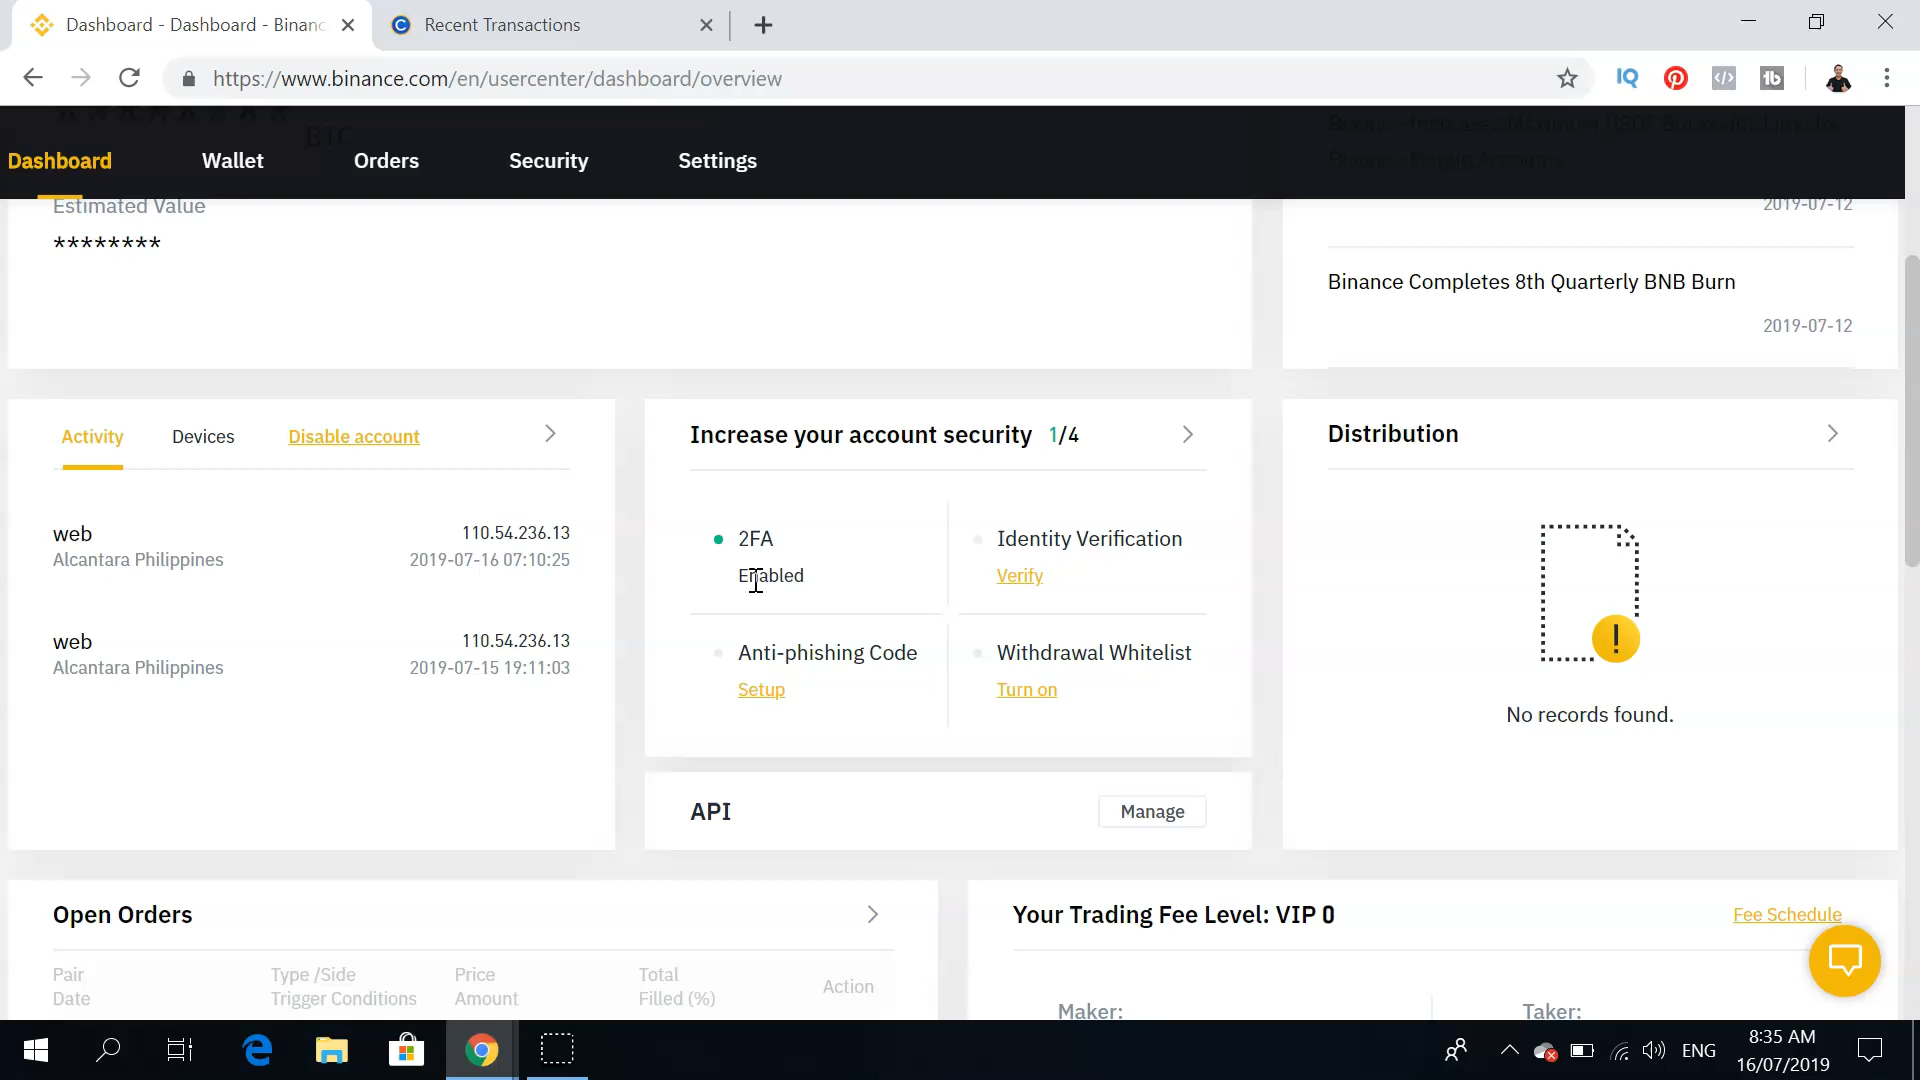 Dashboard - Dashboard - Binanc
Recent Transactions
https://www.binance.com/en/usercenter/dashboard/overview
IQ
tb
BTC
Dashboard
Wallet
Orders
Security
Settings
Estimated Value
********
2019-07-12
Binance Completes 8th Quarterly BNB Burn
2019-07-12
Activity
Devices
Disable account
web
110.54.236.13
Alcantara Philippines
2019-07-16 07:10:25
web
110.54.236.13
Alcantara Philippines
2019-07-15 19:11:03
Increase your account security 1/4
2FA
Enabled
Identity Verification
Verify
Anti-phishing Code
Setup
Withdrawal Whitelist
Turn on
API
Manage
Distribution
No records found.
Open Orders
Pair
Date
Type /Side
Trigger Conditions
Price
Amount
Total
Filled (%)
Action
Your Trading Fee Level: VIP 0
Fee Schedule
Maker:
Taker:
ENG
8:35 AM
16/07/2019